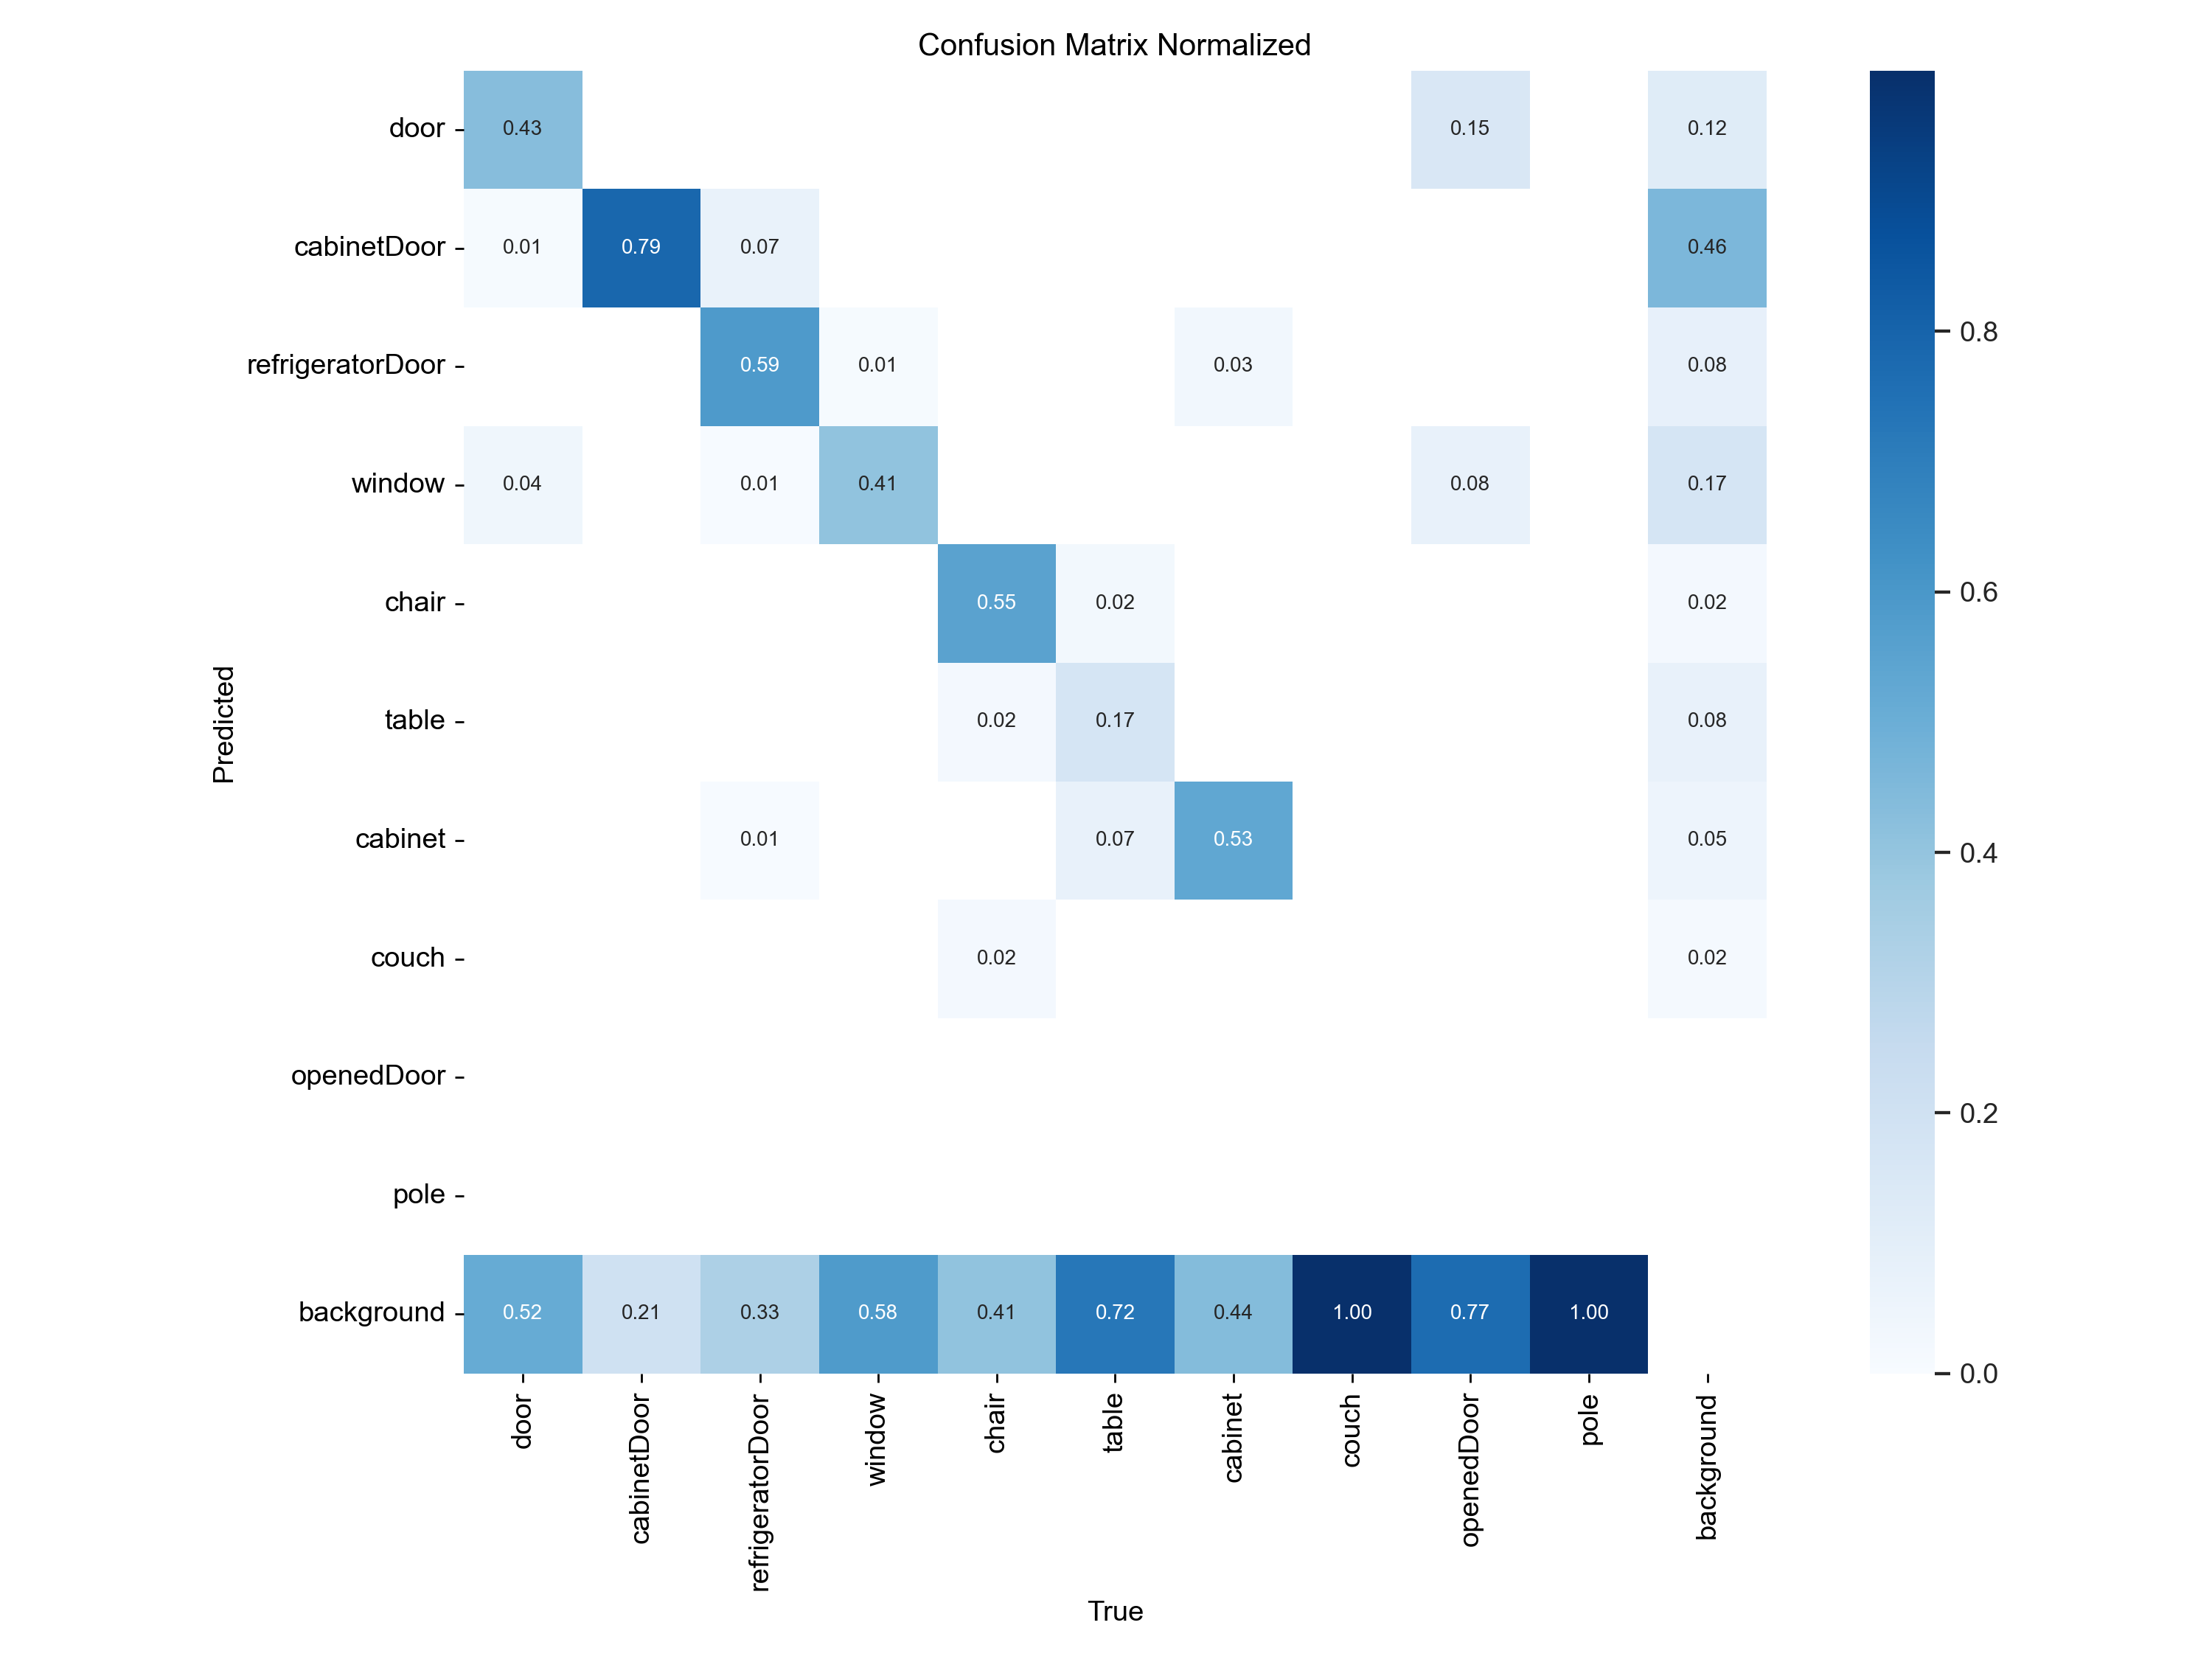 Confusion Matrix Normalized
door
0.43
0.15
0.12
cabinetDoor
0.01
0.79
0.07
0.46
refrigeratorDoor
0.59
0.01
0.03
0.08
window
0.04
0.01
0.41
0.08
0.17
chair
0.55
0.02
0.02
table
0.02
0.17
0.08
cabinet
0.01
0.07
0.53
0.05
couch
0.02
0.02
openedDoor
pole
background
0.52
0.21
0.33
0.58
0.41
0.72
0.44
1.00
0.77
1.00
Predicted
door
cabinetDoor
refrigeratorDoor
window
chair
table
cabinet
couch
openedDoor
pole
background
True
0.8
0.6
0.4
0.2
0.0